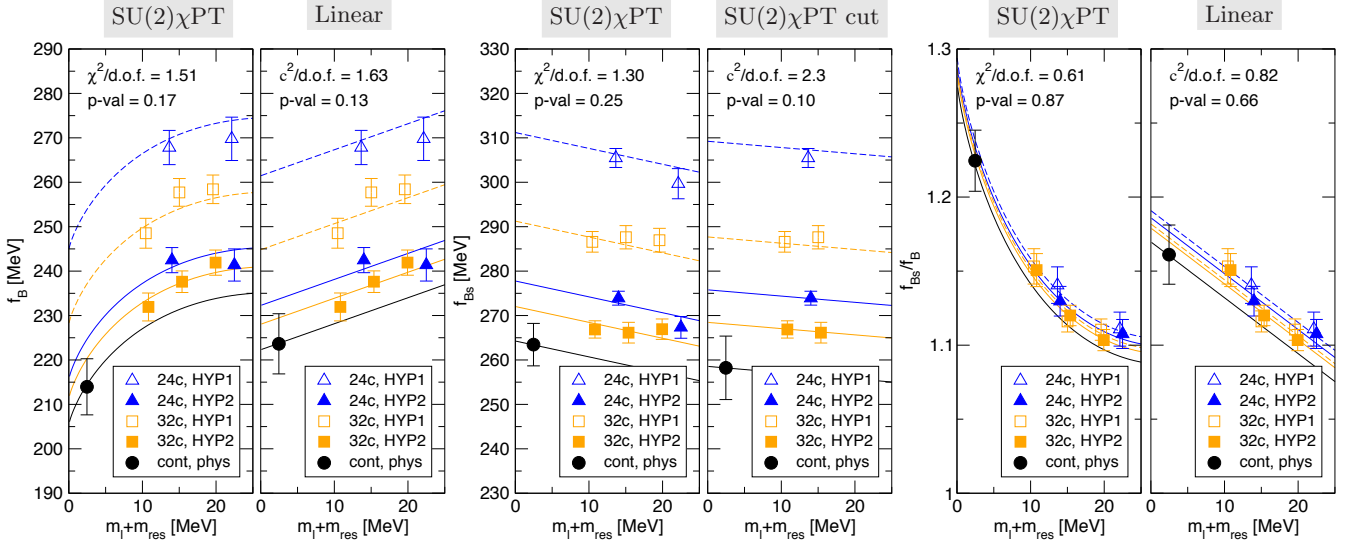 SU(2)χPT
Linear
SU(2)χPT
SU(2)χPT cut
SU(2)χPT
Linear
f_B [MeV]
290
280
270
260
250
240
230
220
210
200
190
χ²/d.o.f. = 1.51
p-val = 0.17
24c, HYP1
24c, HYP2
32c, HYP1
32c, HYP2
cont, phys
0 10 20
m_l+m_res [MeV]
c²/d.o.f. = 1.63
p-val = 0.13
24c, HYP1
24c, HYP2
32c, HYP1
32c, HYP2
cont, phys
0 10 20
m_l+m_res [MeV]
f_Bs [MeV]
330
320
310
300
290
280
270
260
250
240
230
χ²/d.o.f. = 1.30
p-val = 0.25
24c, HYP1
24c, HYP2
32c, HYP1
32c, HYP2
cont, phys
0 10 20
m_l+m_res [MeV]
c²/d.o.f. = 2.3
p-val = 0.10
24c, HYP1
24c, HYP2
32c, HYP1
32c, HYP2
cont, phys
0 10 20
m_l+m_res [MeV]
f_Bs/f_B
1.3
1.2
1.1
1
χ²/d.o.f. = 0.61
p-val = 0.87
24c, HYP1
24c, HYP2
32c, HYP1
32c, HYP2
cont, phys
0 10 20
m_l+m_res [MeV]
c²/d.o.f. = 0.82
p-val = 0.66
24c, HYP1
24c, HYP2
32c, HYP1
32c, HYP2
cont, phys
0 10 20
m_l+m_res [MeV]